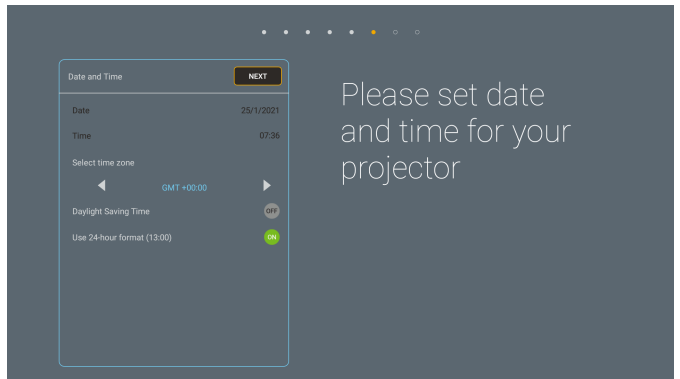 Date and Time
NEXT
Date
25/1/2021
Time
07:36
Select time zone
GMT +00:00
Daylight Saving Time
OFF
Use 24-hour format (13:00)
ON
Please set date
and time for your
projector